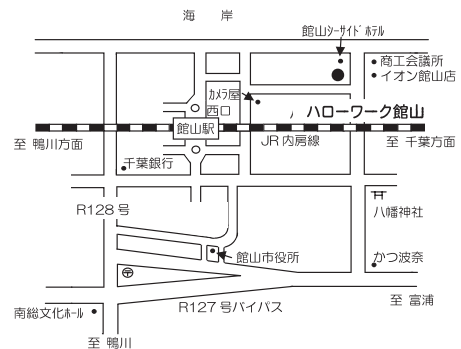 海 岸
館山ｼｰｻｲﾄﾞﾎﾃﾙ
商工会議所
イオン館山店
ｶﾒﾗ屋
西口
ハローワーク館山
館山駅
至 鴨川方面
JR内房線
至 千葉方面
千葉銀行
R128号
八幡神社
館山市役所
かつ波奈
〒
至 富浦
R127号バイパス
南総文化ﾎｰﾙ
至 鴨川